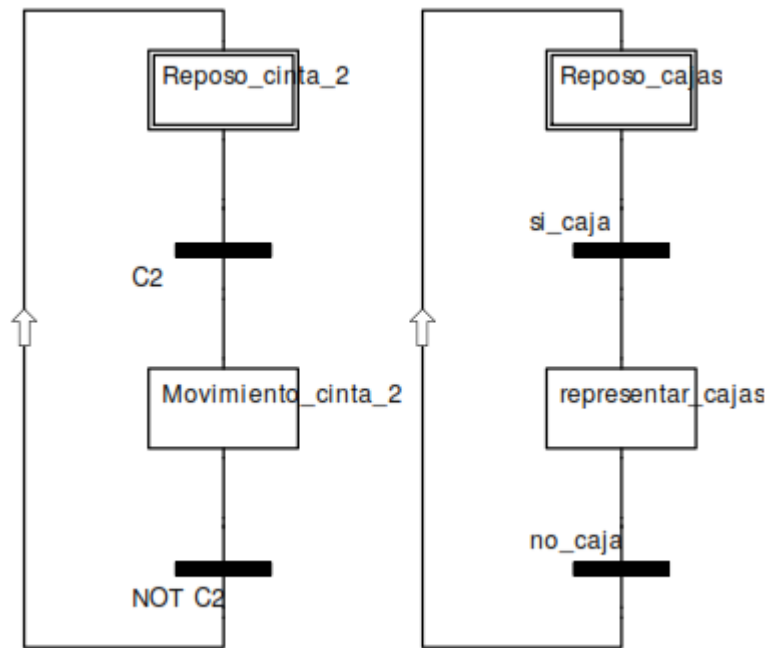 Reposo_cinta_2
C2
Movimiento_cinta_2
NOT C2
Reposo_cajas
si_caja
representar_cajas
no_caja